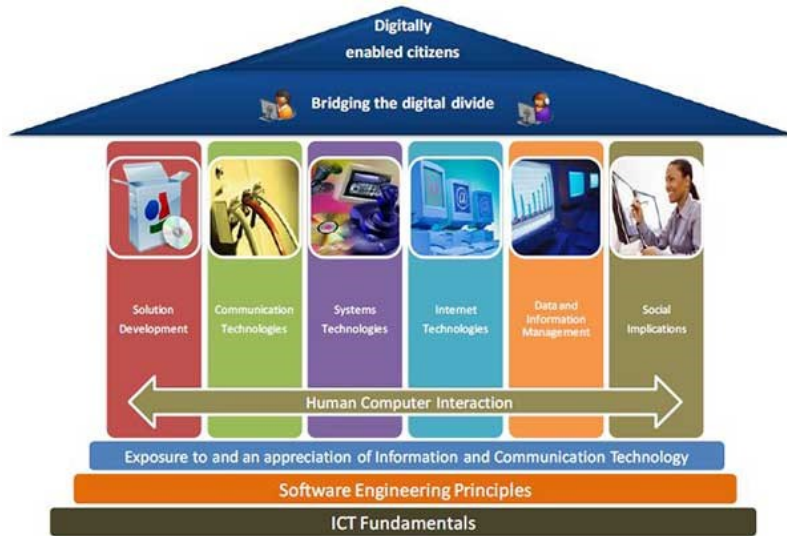 Digitally
enabled citizens
Bridging the digital divide
Solution
Development
Communication
Technologies
Systems
Technologies
Internet
Technologies
Data and
Information
Management
Social
Implications
Human Computer Interaction
Exposure to and an appreciation of Information and Communication Technology
Software Engineering Principles
ICT Fundamentals